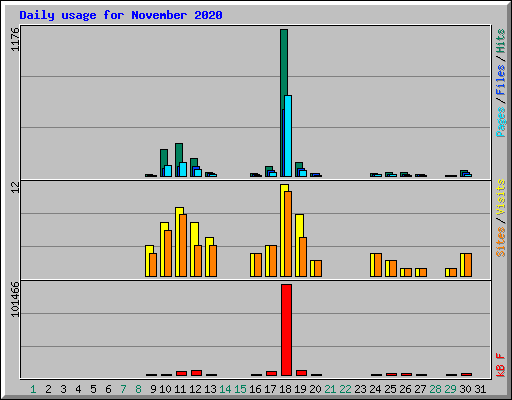 Daily usage for November 2020
1176
Pages/Files/Hits
12
Sites/Visits
101466
kB F
1 2 3 4 5 6 7 8 9 10 11 12 13 14 15 16 17 18 19 20 21 22 23 24 25 26 27 28 29 30 31